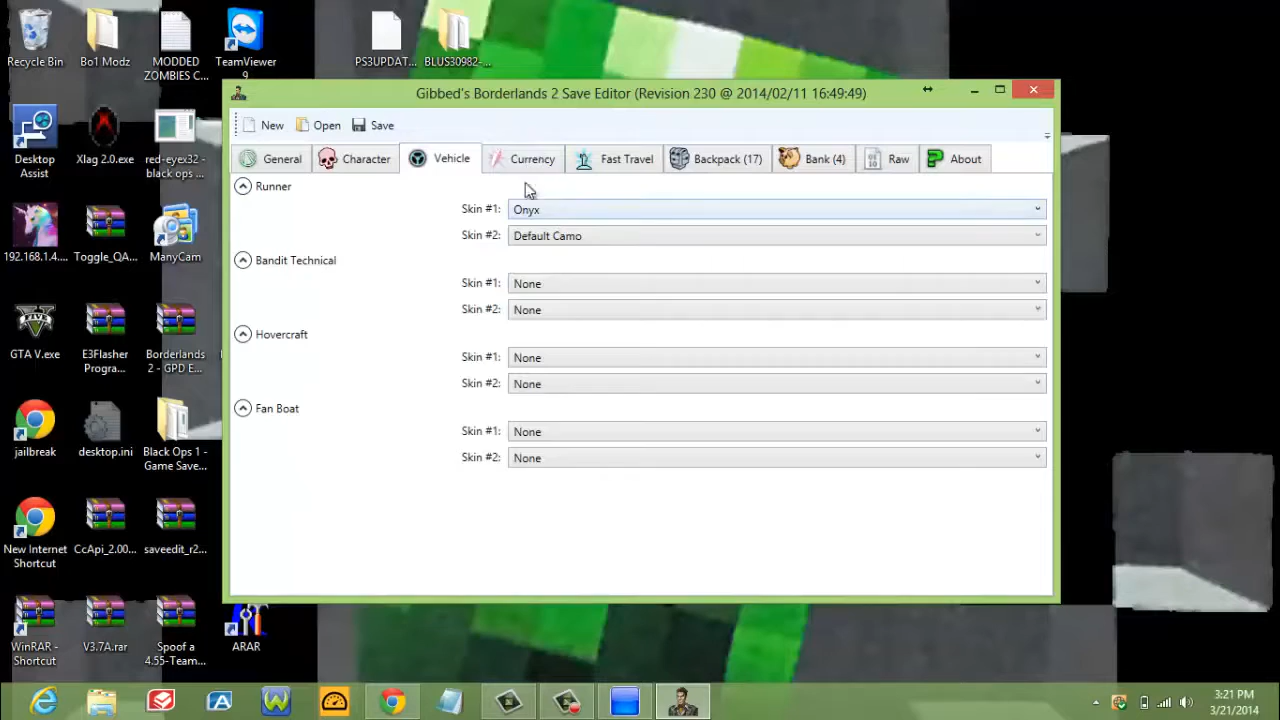 Recycle Bin
Bo1 Modz
MODDED
ZOMBIES C...
TeamViewer
9
PS3UPDAT...
BLUS30982-...
Gibbed's Borderlands 2 Save Editor (Revision 230 @ 2014/02/11 16:49:49)
New
Open
Save
General
Character
Vehicle
Currency
Fast Travel
Backpack (17)
Bank (4)
Raw
About
Runner
Skin #1: Onyx
Skin #2: Default Camo
Bandit Technical
Skin #1: None
Skin #2: None
Hovercraft
Skin #1: None
Skin #2: None
Fan Boat
Skin #1: None
Skin #2: None
Desktop
Assist
Xlag 2.0.exe
red-eyex32 -
black ops ...
192.168.1.4....
Toggle_QA...
ManyCam
GTA V.exe
E3Flasher
Progra...
Borderlands
2 - GPD E...
jailbreak
desktop.ini
Black Ops 1 -
Game Save...
New Internet
Shortcut
CcApi_2.00...
saveedit_r2...
WinRAR -
Shortcut
V3.7A.rar
Spoof a
4.55-Team...
ARAR
3:21 PM
3/21/2014